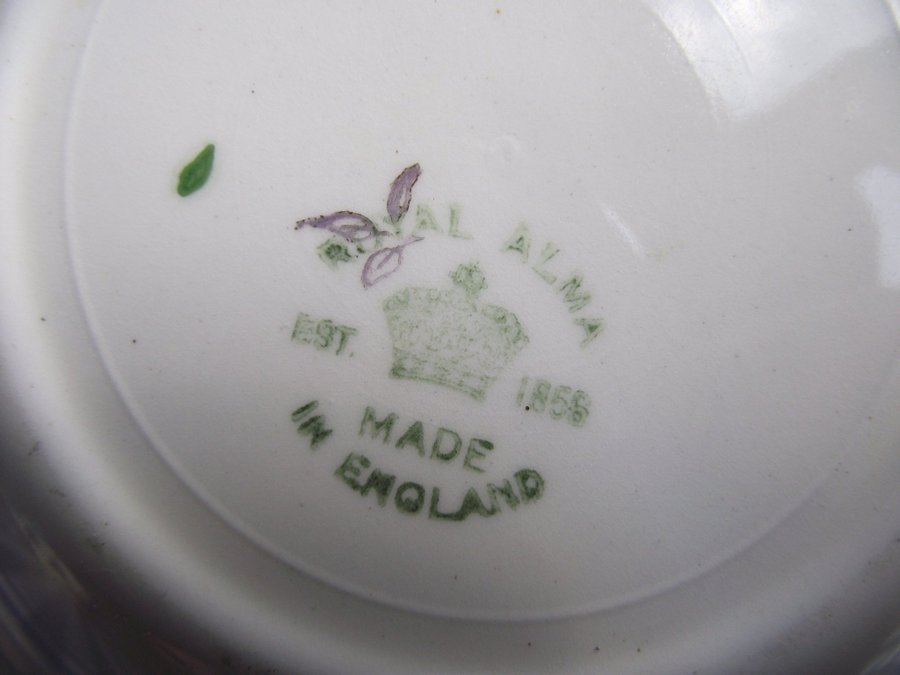 ROYAL ALMA
EST. 1856
MADE
IN ENGLAND